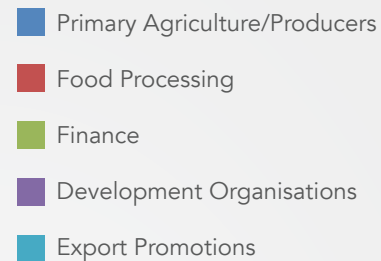 Primary Agriculture/Producers
Food Processing
Finance
Development Organisations
Export Promotions